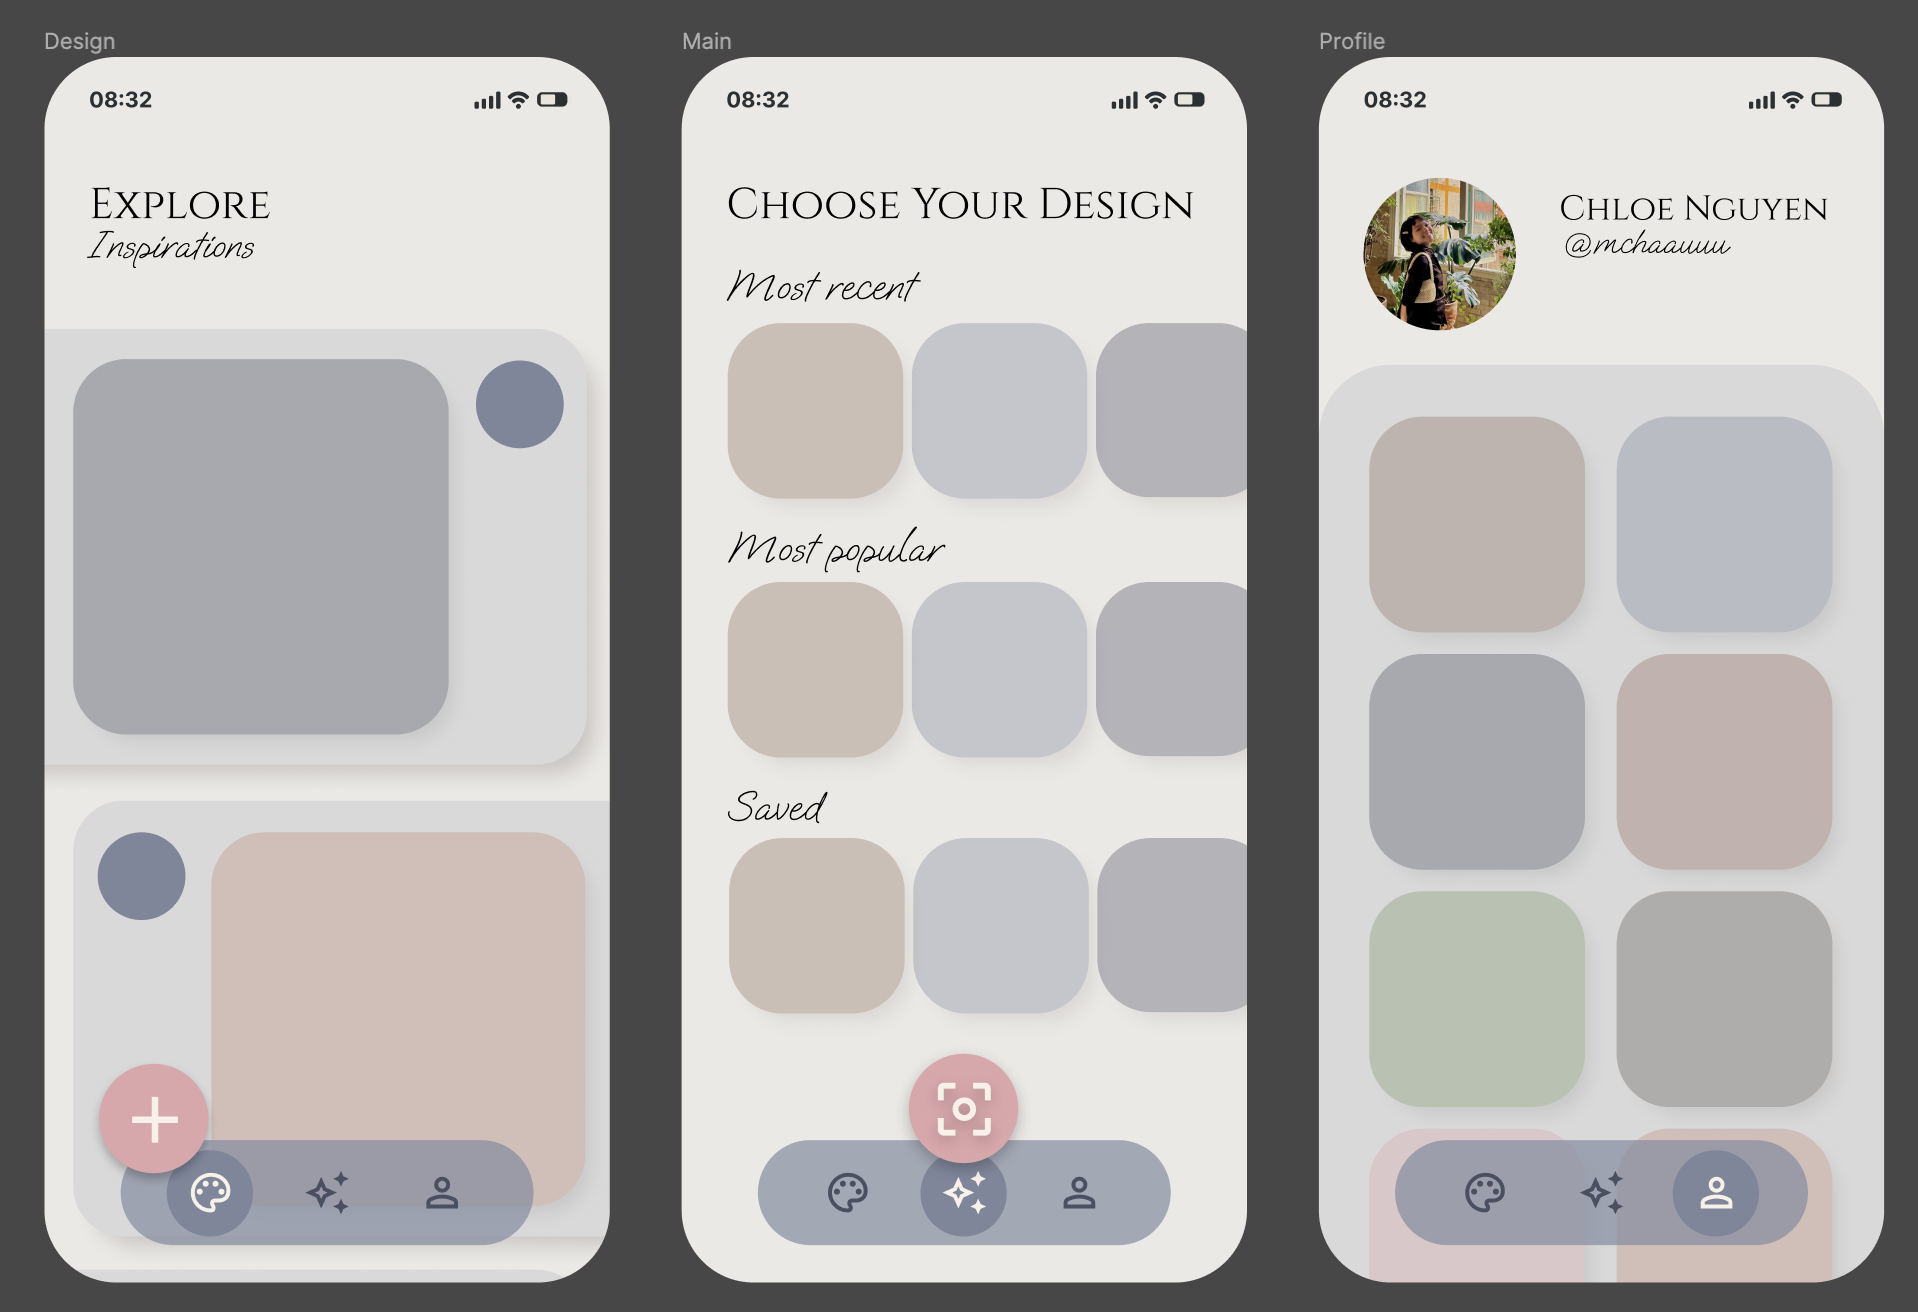 Design
08:32
Explore
Inspirations
Main
08:32
Choose Your Design
Most recent
Most popular
Saved
Profile
08:32
Chloe Nguyen
@mchaauuu